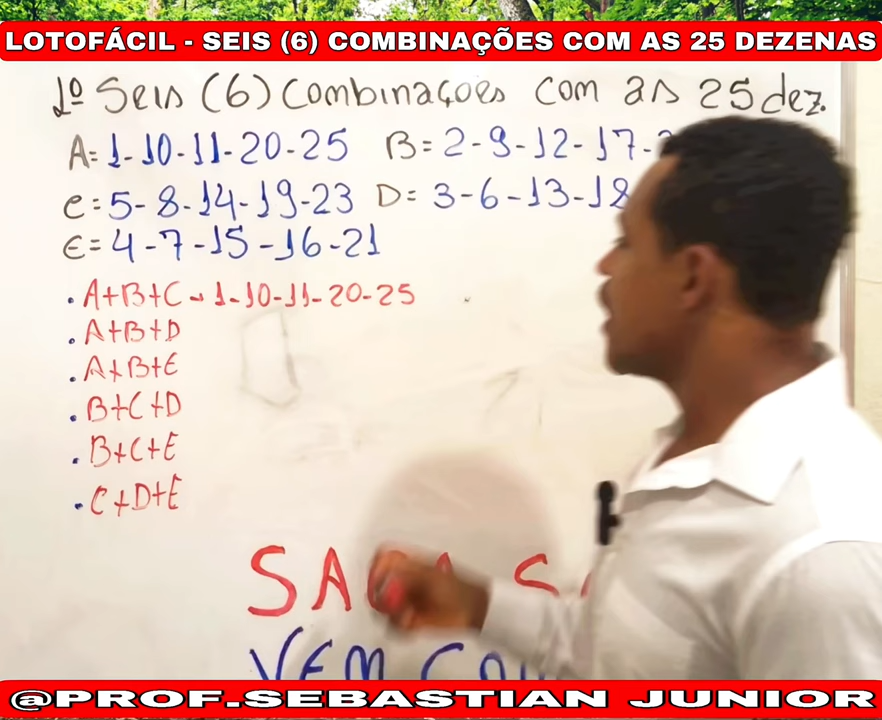 LOTOFÁCIL - SEIS (6) COMBINAÇÕES COM AS 25 DEZENAS
1º Seis (6) Combinações com as 25 dez.
A= 1-10-11-20-25 B= 2-9-12-17-
C= 5-8-14-19-23 D= 3-6-13-18
E= 4-7-15-16-21
. A+B+C → 1-10-11-20-25
. A+B+D
. A+B+E
. B+C+D
. B+C+E
. C+D+E
VEM
@PROF.SEBASTIAN JUNIOR